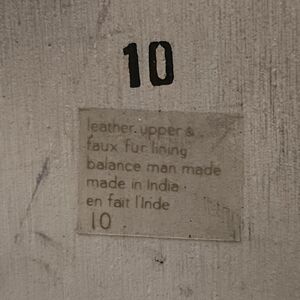 10
leather upper &
faux fur lining
balance man made
made in India
en fait l'Inde
10